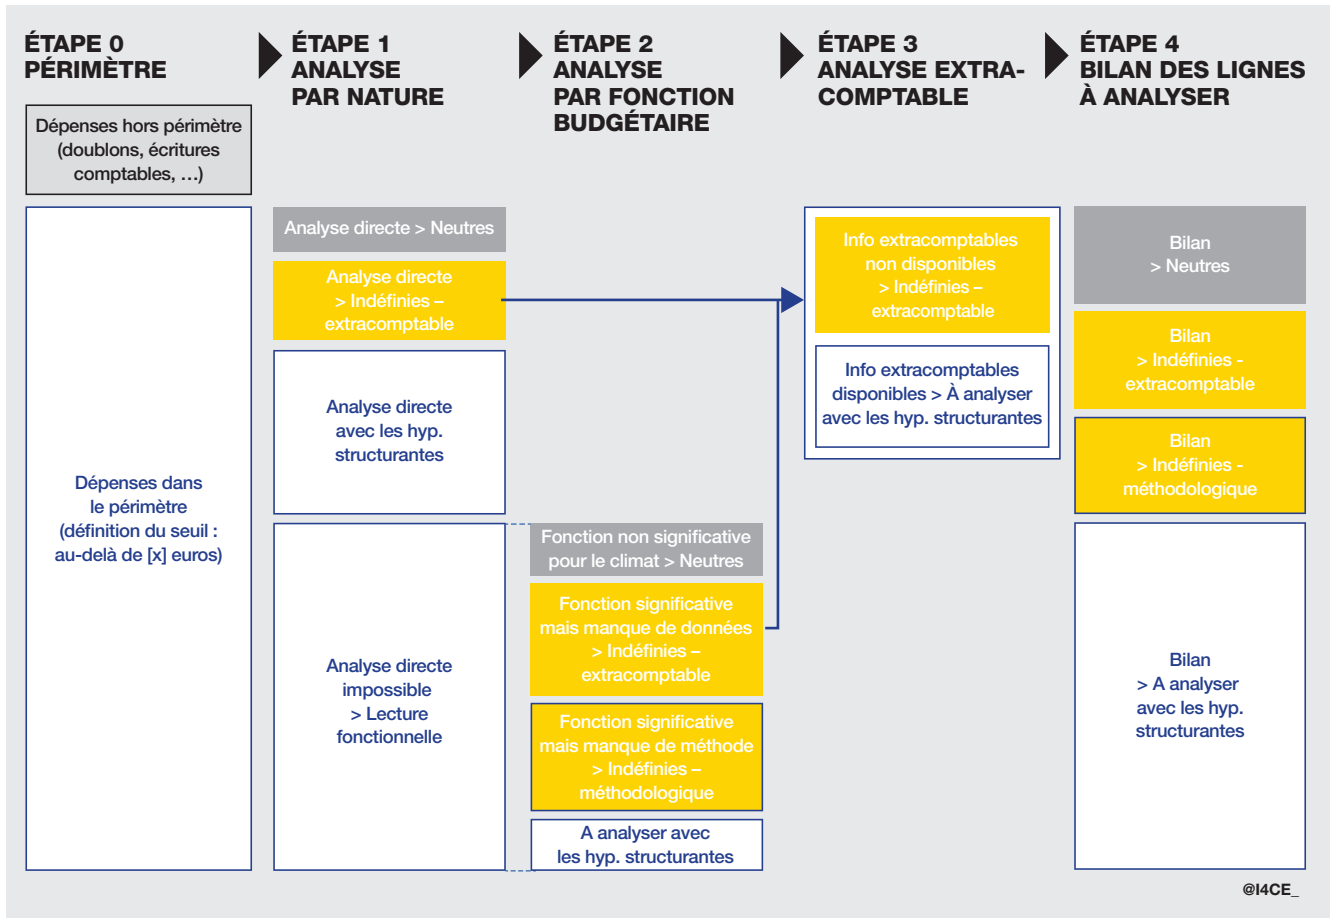 ÉTAPE 0
PÉRIMÈTRE
ÉTAPE 1
ANALYSE
PAR NATURE
ÉTAPE 2
ANALYSE
PAR FONCTION
BUDGÉTAIRE
ÉTAPE 3
ANALYSE EXTRA-
COMPTABLE
ÉTAPE 4
BILAN DES LIGNES
À ANALYSER
Dépenses hors périmètre
(doublons, écritures
comptables, …)
Dépenses dans
le périmètre
(définition du seuil :
au-delà de [x] euros)
Analyse directe > Neutres
Analyse directe
> Indéfinies –
extracomptable
Analyse directe
avec les hyp.
structurantes
Analyse directe
impossible
> Lecture
fonctionnelle
Fonction non significative
pour le climat > Neutres
Fonction significative
mais manque de données
> Indéfinies –
extracomptable
Fonction significative
mais manque de méthode
> Indéfinies –
méthodologique
A analyser avec
les hyp. structurantes
Info extracomptables
non disponibles
> Indéfinies –
extracomptable
Info extracomptables
disponibles > À analyser
avec les hyp. structurantes
Bilan
> Neutres
Bilan
> Indéfinies -
extracomptable
Bilan
> Indéfinies -
méthodologique
Bilan
> A analyser
avec les hyp.
structurantes
@I4CE_